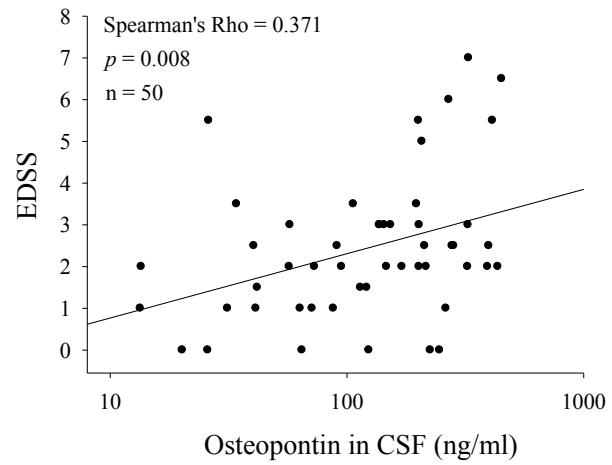 Spearman's Rho = 0.371
p = 0.008
n = 50
8
7
6
5
4
3
2
1
0
EDSS
10 100 1000
Osteopontin in CSF (ng/ml)